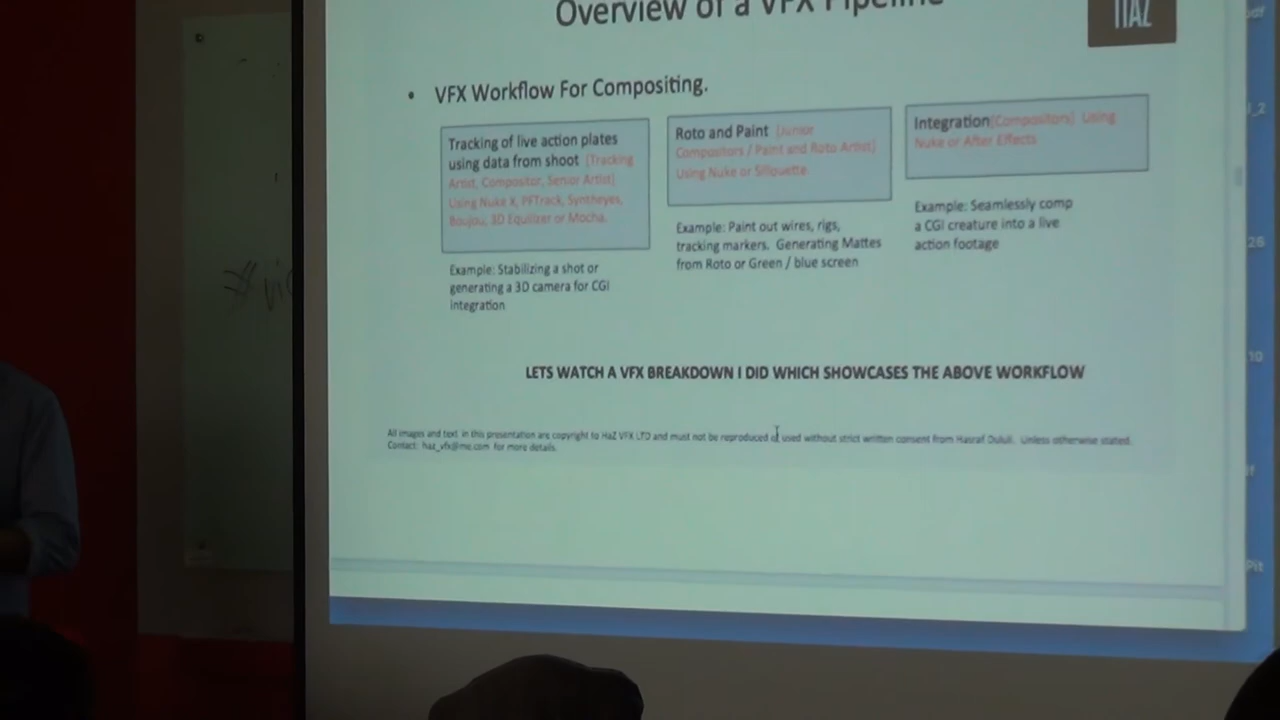 Overview of a VFX Pipeline
HAZ
• VFX Workflow For Compositing.
Tracking of live action plates
using data from shoot (Tracking
Artist, Compositor, Senior Artist)
Using Nuke X, PFTrack, Syntheyes,
Boujou, 3D Equilizer or Mocha.
Example: Stabilizing a shot or
generating a 3D camera for CGI
integration
Roto and Paint (Junior
Compositors / Paint and Roto Artist)
Using Nuke or Silouette
Example: Paint out wires, rigs,
tracking markers. Generating Mattes
from Roto or Green / blue screen
Integration(Compositors) Using
Nuke or After Effects
Example: Seamlessly comp
a CGI creature into a live
action footage
LETS WATCH A VFX BREAKDOWN I DID WHICH SHOWCASES THE ABOVE WORKFLOW
All images and text in this presentation are copyright to HaZ VFX LTD and must not be reproduced or used without strict written consent from Hasraf Dulull. Unless otherwise stated.
Contact: haz_vfx@me.com for more details.
26
10